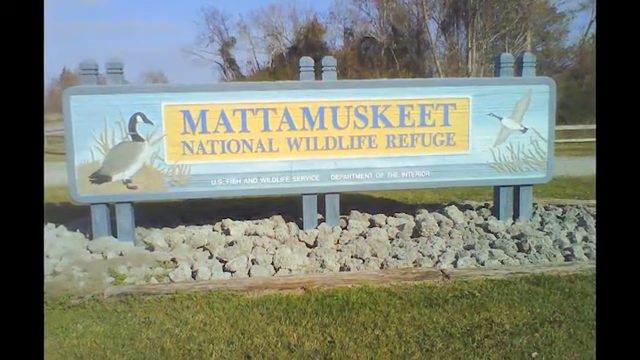 MATTAMUSKEET
NATIONAL WILDLIFE REFUGE
U.S. FISH AND WILDLIFE SERVICE DEPARTMENT OF THE INTERIOR